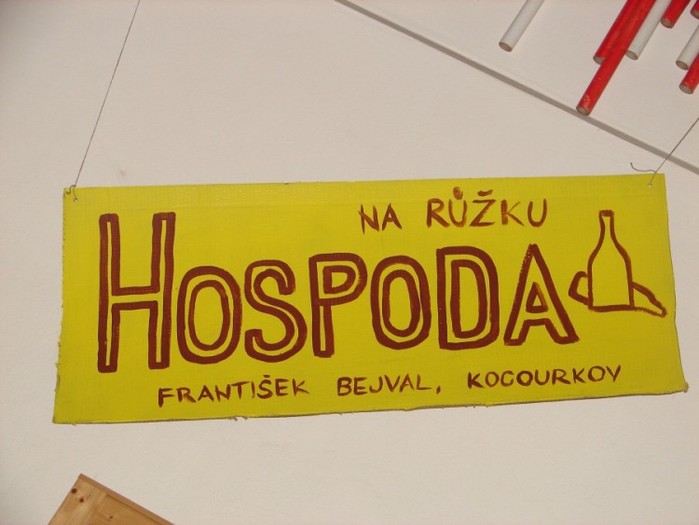 NA RŮŽKU
HOSPODA
FRANTIŠEK BEJVAL, KOCOURKOV